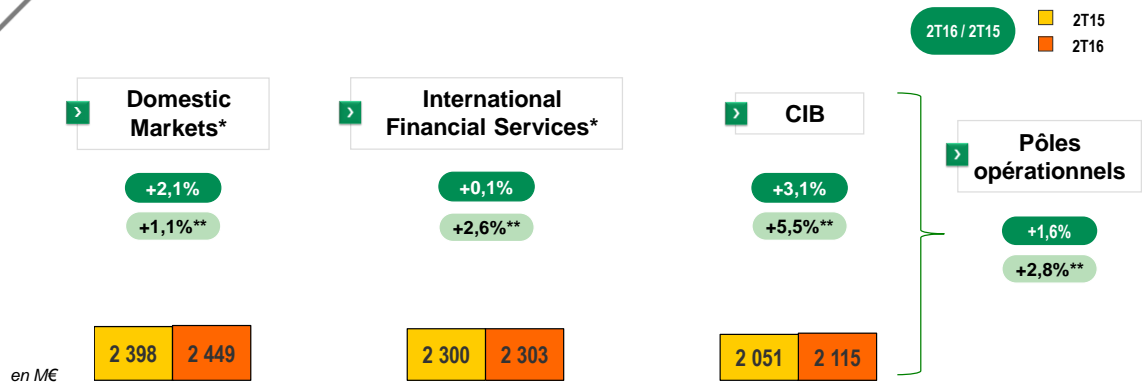 2T16 / 2T15
2T15
2T16
Domestic
Markets*
International
Financial Services*
CIB
Pôles
opérationnels
+2,1%
+0,1%
+3,1%
+1,1%**
+2,6%**
+5,5%**
+1,6%
+2,8%**
2 398
2 449
2 300
2 303
2 051
2 115
en M€